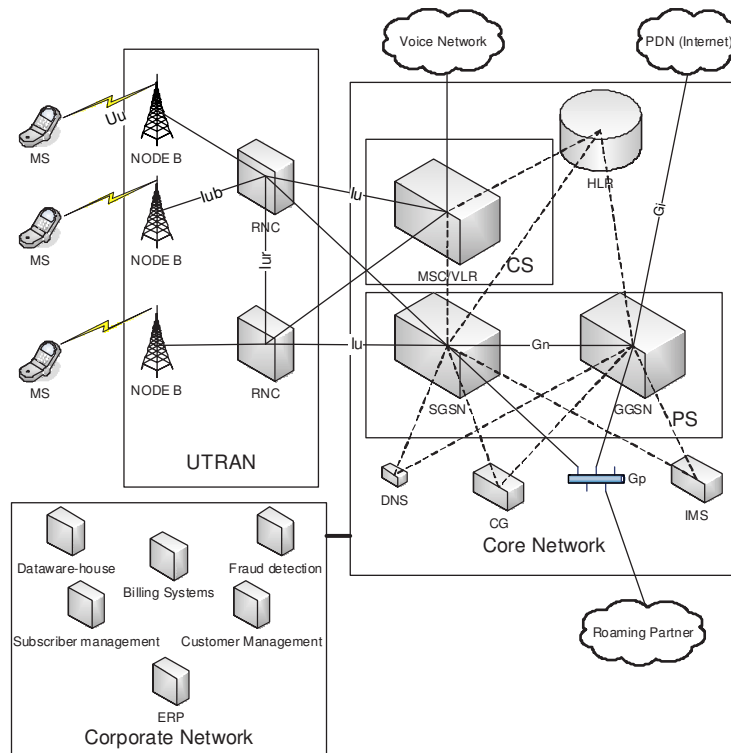 Voice Network
PDN (Internet)
MS
Uu
NODE B
HLR
Iub
RNC
Iu
Gi
MS
NODE B
Iur
MSC/VLR
CS
MS
NODE B
RNC
Iu
SGSN
Gn
GGSN
PS
UTRAN
DNS
CG
Gp
IMS
Core Network
Dataware-house
Billing Systems
Fraud detection
Subscriber management
Customer Management
ERP
Corporate Network
Roaming Partner